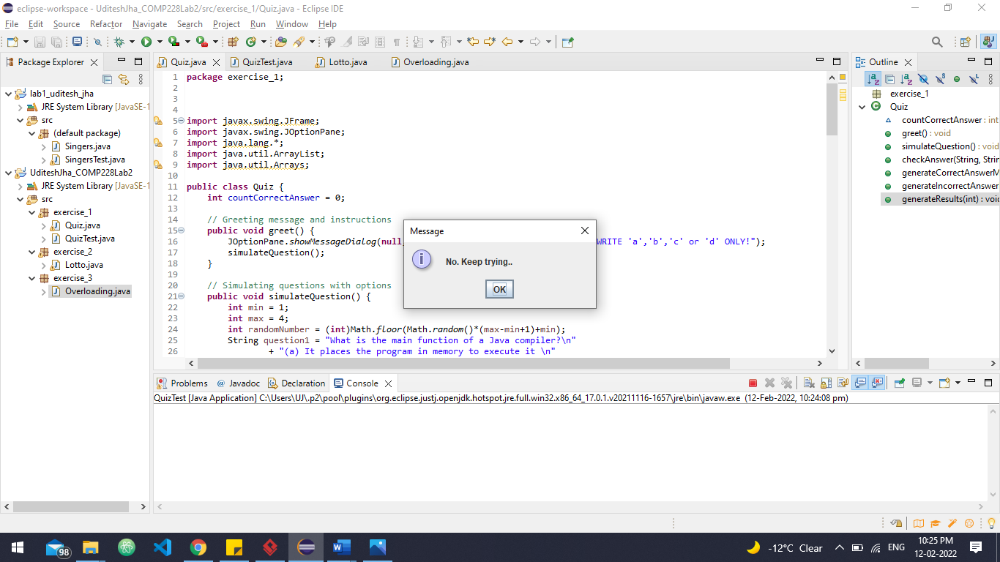 eclipse-workspace - UditeshJha_COMP228Lab2/src/exercise_1/Quiz.java - Eclipse IDE
File Edit Source Refactor Navigate Search Project Run Window Help
Package Explorer
lab1_uditesh_jha
JRE System Library [JavaSE-1
src
(default package)
Singers.java
SingersTest.java
UditeshJha_COMP228Lab2
JRE System Library [JavaSE-1
src
exercise_1
Quiz.java
QuizTest.java
exercise_2
Lotto.java
exercise_3
Overloading.java
Quiz.java QuizTest.java Lotto.java Overloading.java
1 package exercise_1;
2
3
4
5 import javax.swing.JFrame;
6 import javax.swing.JOptionPane;
7 import java.lang.*;
8 import java.util.ArrayList;
9 import java.util.Arrays;
10
11 public class Quiz {
12 int countCorrectAnswer = 0;
13
14 // Greeting message and instructions
15 public void greet() {
16 JOptionPane.showMessageDialog(null, WRITE 'a','b','c' or 'd' ONLY!");
17 simulateQuestion();
18 }
19
20 // Simulating questions with options
21 public void simulateQuestion() {
22 int min = 1;
23 int max = 4;
24 int randomNumber = (int)Math.floor(Math.random()*(max-min+1)+min);
25 String question1 = "What is the main function of a Java compiler?\n"
26 + "(a) It places the program in memory to execute it \n"
Message
No. Keep trying..
OK
Outline
exercise_1
Quiz
countCorrectAnswer : int
greet() : void
simulateQuestion() : void
checkAnswer(String, Strin
generateCorrectAnswerM
generateIncorrectAnswer
generateResults(int) : void
Problems Javadoc Declaration Console
QuizTest [Java Application] C:\Users\UJ\.p2\pool\plugins\org.eclipse.justj.openjdk.hotspot.jre.full.win32.x86_64_17.0.1.v20211116-1657\jre\bin\javaw.exe (12-Feb-2022, 10:24:08 pm)
98
-12°C Clear
ENG
10:25 PM
12-02-2022